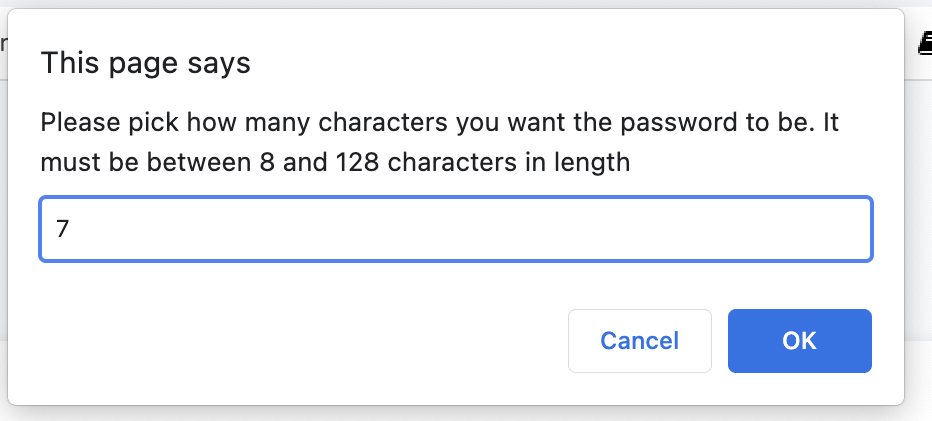 This page says
Please pick how many characters you want the password to be. It
must be between 8 and 128 characters in length
7
Cancel
OK